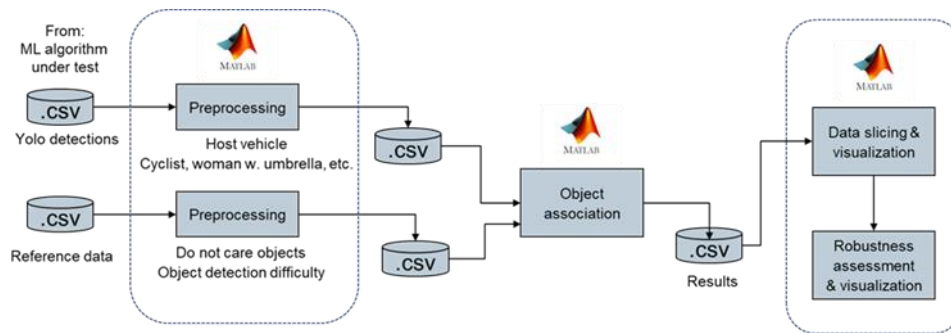 From:
ML algorithm
under test
.CSV
Yolo detections
MATLAB
Preprocessing
Host vehicle
Cyclist, woman w. umbrella, etc.
.CSV
.CSV
Reference data
Preprocessing
Do not care objects
Object detection difficulty
.CSV
MATLAB
Object
association
.CSV
Results
MATLAB
Data slicing &
visualization
Robustness
assessment
& visualization